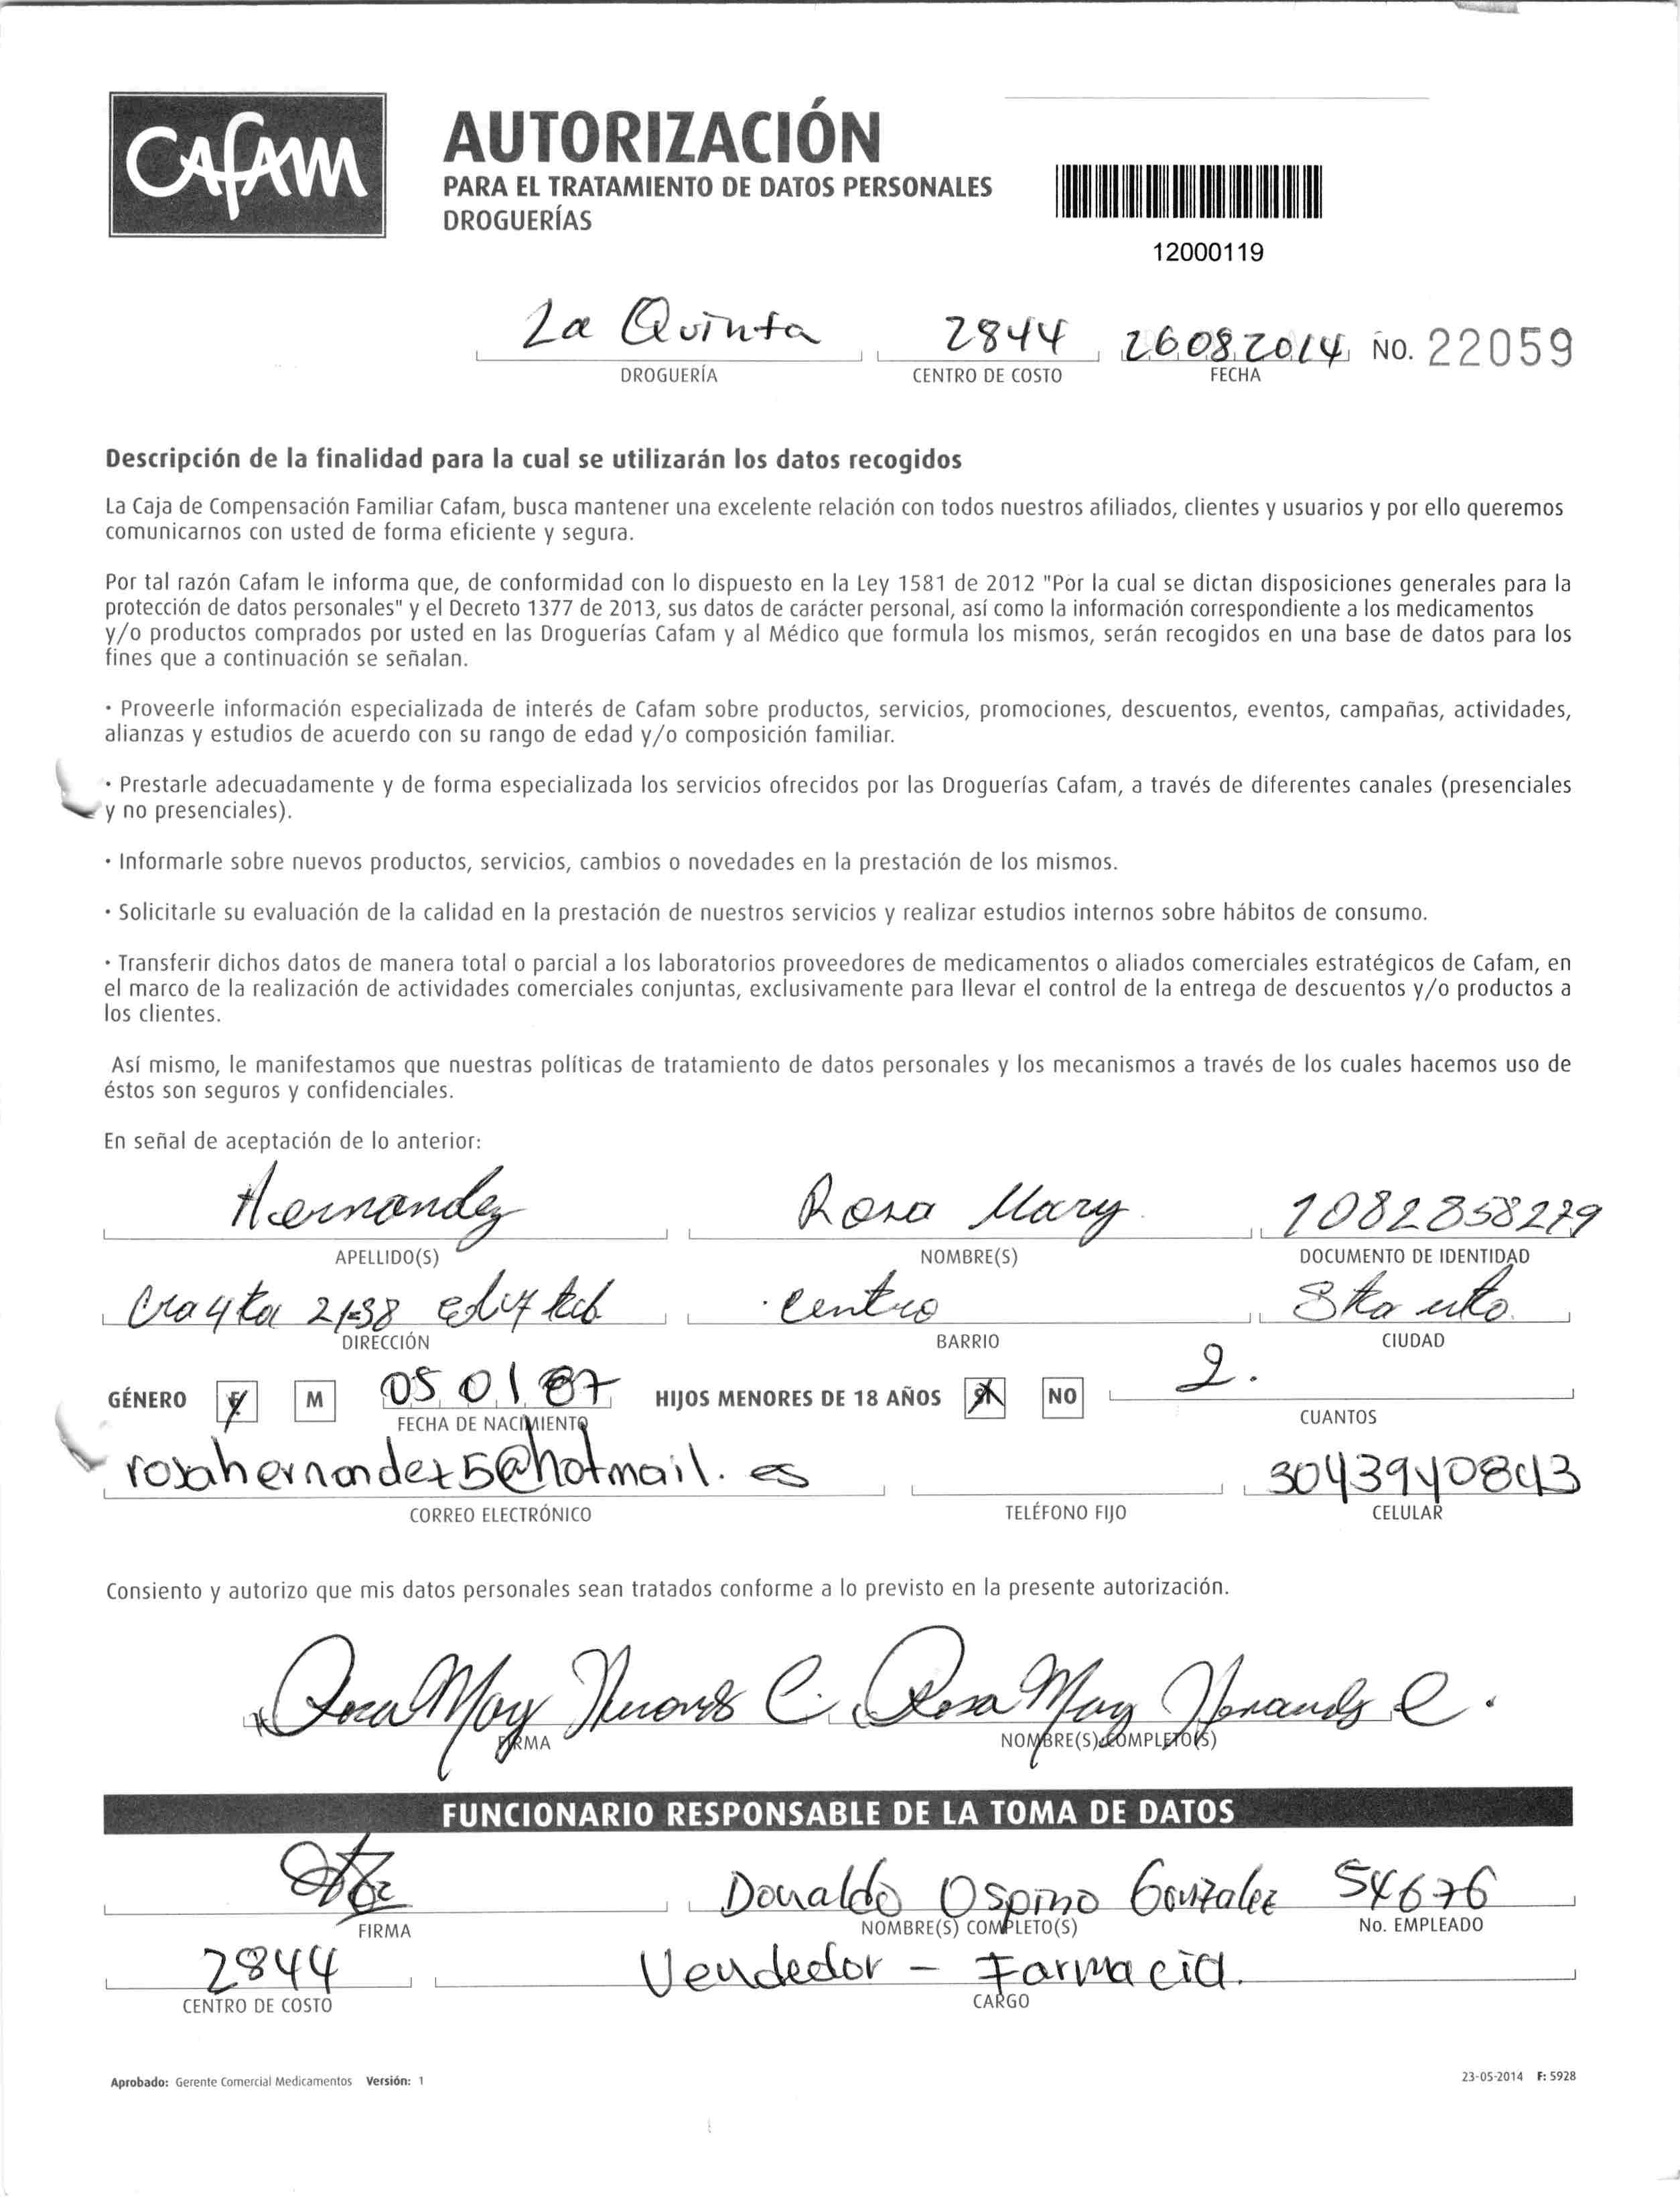 CAFAM
AUTORIZACIÓN
PARA EL TRATAMIENTO DE DATOS PERSONALES
DROGUERÍAS
12000119
La Quinta 2844 26 08 2014 NO. 22059
DROGUERÍA CENTRO DE COSTO FECHA
Descripción de la finalidad para la cual se utilizarán los datos recogidos
La Caja de Compensación Familiar Cafam, busca mantener una excelente relación con todos nuestros afiliados, clientes y usuarios y por ello queremos
comunicarnos con usted de forma eficiente y segura.
Por tal razón Cafam le informa que, de conformidad con lo dispuesto en la Ley 1581 de 2012 "Por la cual se dictan disposiciones generales para la
protección de datos personales" y el Decreto 1377 de 2013, sus datos de carácter personal, así como la información correspondiente a los medicamentos
y/o productos comprados por usted en las Droguerías Cafam y al Médico que formula los mismos, serán recogidos en una base de datos para los
fines que a continuación se señalan.
· Proveerle información especializada de interés de Cafam sobre productos, servicios, promociones, descuentos, eventos, campañas, actividades,
alianzas y estudios de acuerdo con su rango de edad y/o composición familiar.
· Prestarle adecuadamente y de forma especializada los servicios ofrecidos por las Droguerías Cafam, a través de diferentes canales (presenciales
y no presenciales).
· Informarle sobre nuevos productos, servicios, cambios o novedades en la prestación de los mismos.
· Solicitarle su evaluación de la calidad en la prestación de nuestros servicios y realizar estudios internos sobre hábitos de consumo.
· Transferir dichos datos de manera total o parcial a los laboratorios proveedores de medicamentos o aliados comerciales estratégicos de Cafam, en
el marco de la realización de actividades comerciales conjuntas, exclusivamente para llevar el control de la entrega de descuentos y/o productos a
los clientes.
Así mismo, le manifestamos que nuestras políticas de tratamiento de datos personales y los mecanismos a través de los cuales hacemos uso de
éstos son seguros y confidenciales.
En señal de aceptación de lo anterior:
Hernandez Rosa Mary 1082858279
APELLIDO(S) NOMBRE(S) DOCUMENTO DE IDENTIDAD
Cra 4ta 21-38 centro Sta
DIRECCIÓN BARRIO CIUDAD
GÉNERO F M 05 01 87 HIJOS MENORES DE 18 AÑOS SI NO 2.
FECHA DE NACIMIENTO CUANTOS
rosahernandez5@hotmail.es 3043940843
CORREO ELECTRÓNICO TELÉFONO FIJO CELULAR
Consiento y autorizo que mis datos personales sean tratados conforme a lo previsto en la presente autorización.
Rosa Mary Hernandez C. Rosa Mary Hernandez C.
FIRMA NOMBRE(S) COMPLETO(S)
FUNCIONARIO RESPONSABLE DE LA TOMA DE DATOS
Donaldo Ospino Gonzalez 54676
FIRMA NOMBRE(S) COMPLETO(S) No. EMPLEADO
2844 Vendedor - Farmacia.
CENTRO DE COSTO CARGO
Aprobado: Gerente Comercial Medicamentos Versión: 1 23-05-2014 F: 5928